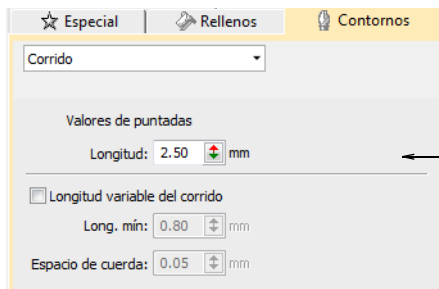 Especial Rellenos Contornos
Corrido
Valores de puntadas
Longitud: 2.50 mm
Longitud variable del corrido
Long. mín: 0.80 mm
Espacio de cuerda: 0.05 mm